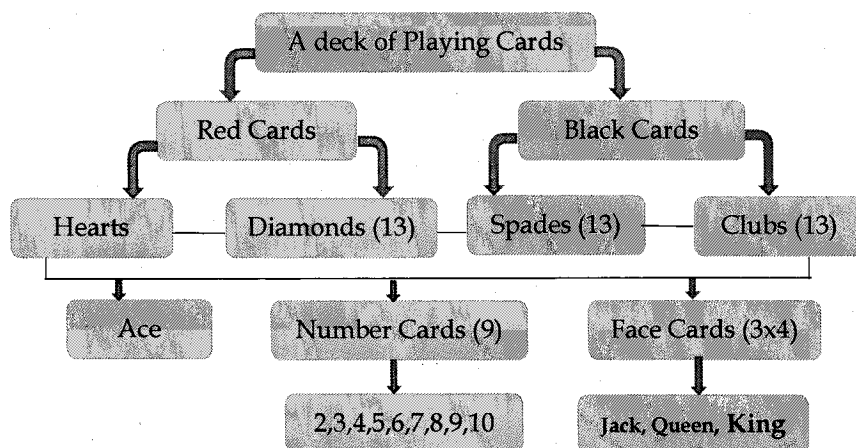 A deck of Playing Cards
Red Cards
Black Cards
Hearts
Diamonds (13)
Spades (13)
Clubs (13)
Ace
Number Cards (9)
Face Cards (3x4)
2,3,4,5,6,7,8,9,10
Jack, Queen, King